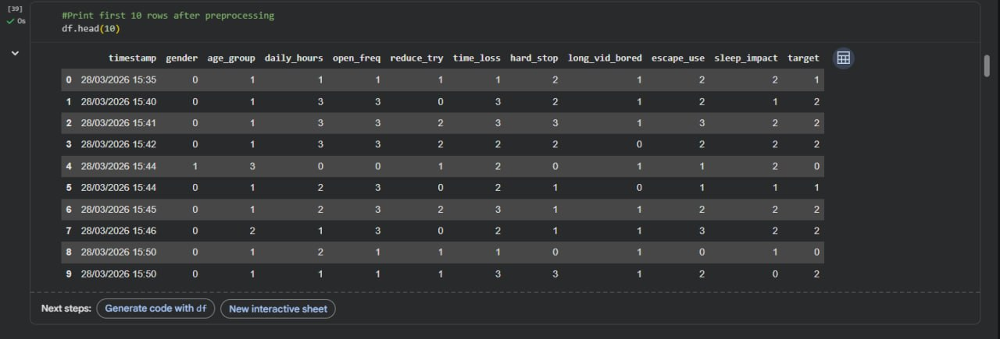 [39]
0s
#Print first 10 rows after preprocessing
df.head(10)
timestamp gender age_group daily_hours open_freq reduce_try time_loss hard_stop long_vid_bored escape_use sleep_impact target
0 28/03/2026 15:35 0 1 1 1 1 1 2 1 2 2 1
1 28/03/2026 15:40 0 1 3 3 0 3 2 1 2 1 2
2 28/03/2026 15:41 0 1 3 3 2 3 3 1 3 2 2
3 28/03/2026 15:42 0 1 3 3 2 2 2 0 2 2 2
4 28/03/2026 15:44 1 3 0 0 1 2 0 1 1 2 0
5 28/03/2026 15:44 0 1 2 3 0 2 1 0 1 1 1
6 28/03/2026 15:45 0 1 2 3 2 3 1 1 2 2 2
7 28/03/2026 15:46 0 2 1 3 0 2 1 1 3 2 2
8 28/03/2026 15:50 0 1 2 1 1 1 0 1 0 1 0
9 28/03/2026 15:50 0 1 1 1 1 3 3 1 2 0 2
Next steps: Generate code with df New interactive sheet